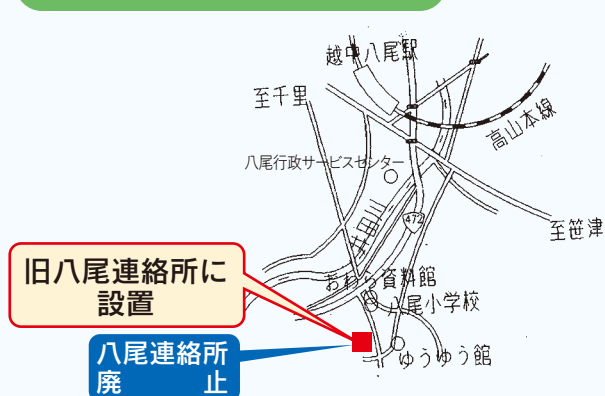 越中八尾駅
至千里
高山本線
八尾行政サービスセンター
井田川
472
至笹津
旧八尾連絡所に
設置
おわら資料館
八尾小学校
八尾連絡所
廃止
ゆうゆう館